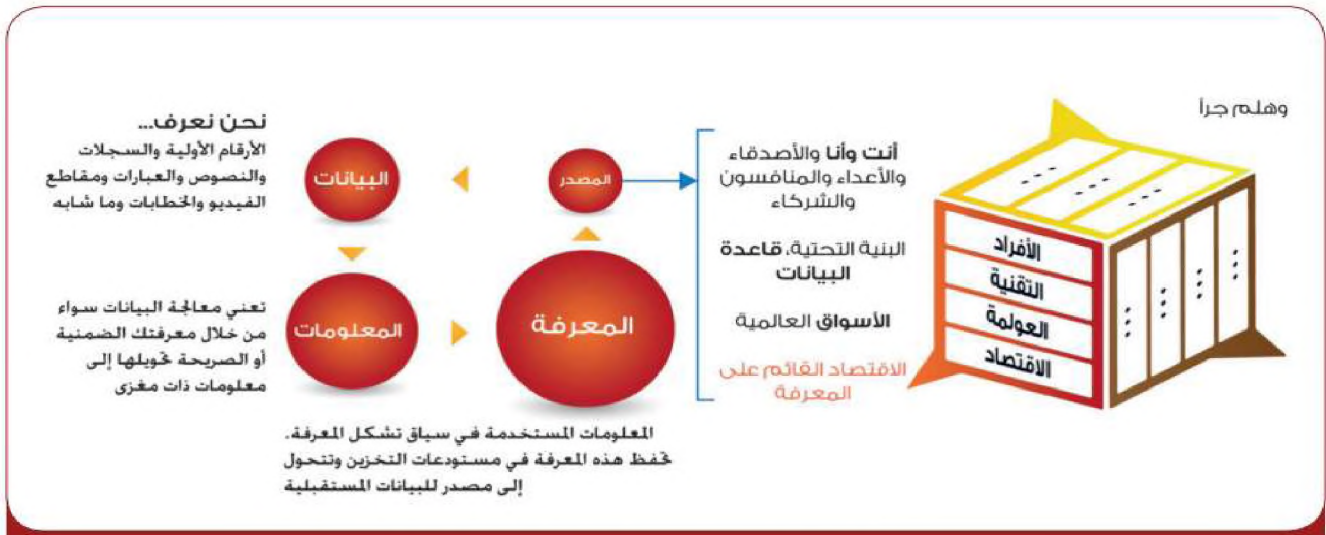 وهلم جرأ
الأفراد
التقنية
العولمة
الاقتصاد
أنت وأنا والأصدقاء
والأعداء والمنافسون
والشركاء
البنية التحتية، قاعدة
البيانات
الأسواق العالمية
الاقتصاد القائم على
المعرفة
المصدر
البيانات
نحن نعرف...
الأرقام الأولية والسجلات
والنصوص والعبارات ومقاطع
الفيديو والخطابات وما شابه
المعلومات
تعني معالجة البيانات سواء
من خلال معرفتك الضمنية
أو الصريحة تحويلها إلى
معلومات ذات مغزى
المعرفة
المعلومات المستخدمة في سياق تشكل المعرفة.
تحفظ هذه المعرفة في مستودعات التخزين وتتحول
إلى مصدر للبيانات المستقبلية